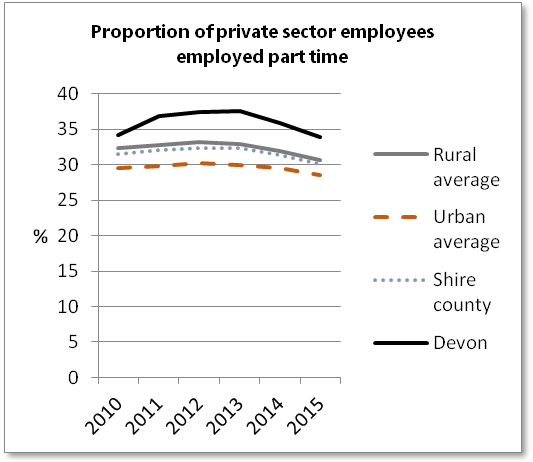 Proportion of private sector employees
employed part time
40
35
30
25
20
15
10
5
0
%
2010
2011
2012
2013
2014
2015
Rural
average
Urban
average
Shire
county
Devon